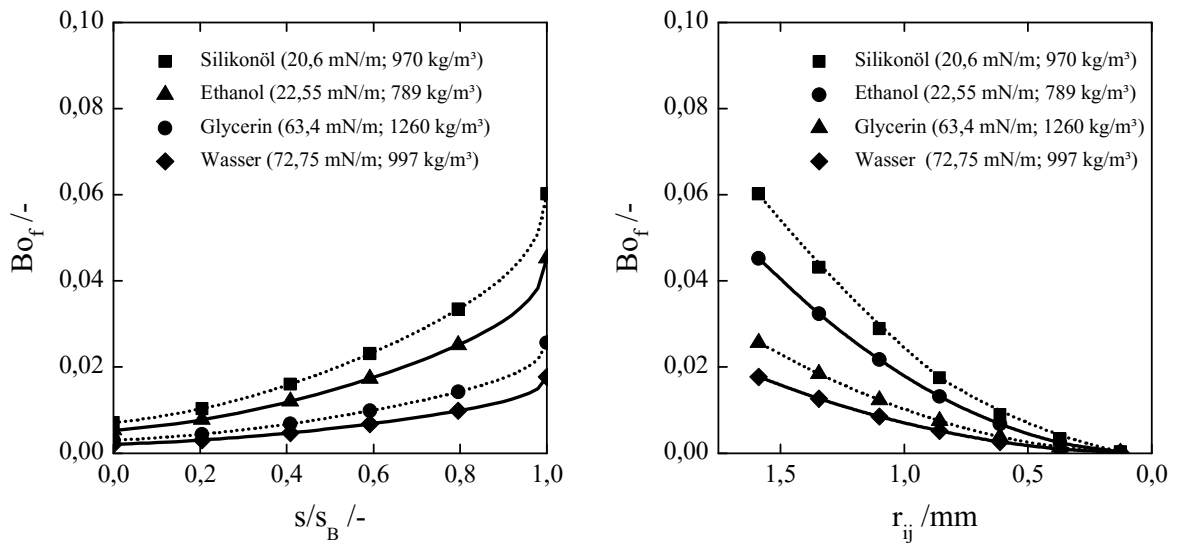 0,10
Silikonöl (20,6 mN/m; 970 kg/m³)
Ethanol (22,55 mN/m; 789 kg/m³)
Glycerin (63,4 mN/m; 1260 kg/m³)
Wasser (72,75 mN/m; 997 kg/m³)
0,08
0,06
0,04
0,02
0,00
Bo_f /-
0,0 0,2 0,4 0,6 0,8 1,0
s/s_B /-
0,10
Silikonöl (20,6 mN/m; 970 kg/m³)
Ethanol (22,55 mN/m; 789 kg/m³)
Glycerin (63,4 mN/m; 1260 kg/m³)
Wasser (72,75 mN/m; 997 kg/m³)
0,08
0,06
0,04
0,02
0,00
Bo_f /-
1,5 1,0 0,5 0,0
r_ij /mm